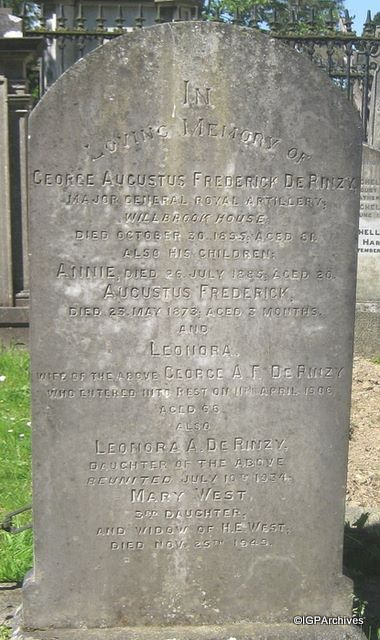 In
Loving Memory of
George Augustus Frederick De Rinzy,
Major General Royal Artillery;
Willbrook House.
Died October 30. 1895; Aged 61.
Also his children;
Annie, died 26. July 1885; aged 20.
Augustus Frederick,
Died 23. May 1873; aged 3 months.
and
Leonora,
wife of the above George A. F. De Rinzy
who entered into rest on 11th April 1906
aged 66.
Also
Leonora A. De Rinzy,
daughter of the above
reunited July 10th 1934.
Mary West,
3rd daughter,
and widow of H.E. West,
Died Nov. 25th 1949.
©IGPArchives